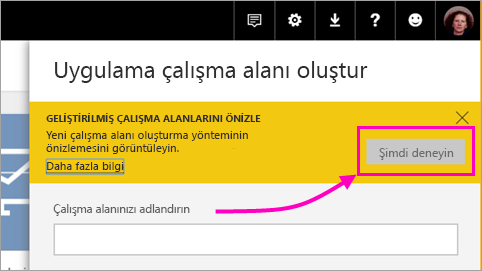 Uygulama çalışma alanı oluştur
GELİŞTİRİLMİŞ ÇALIŞMA ALANLARINI ÖNİZLE
Yeni çalışma alanı oluşturma yönteminin
önizlemesini görüntüleyin.
Daha fazla bilgi
Şimdi deneyin
Çalışma alanınızı adlandırın